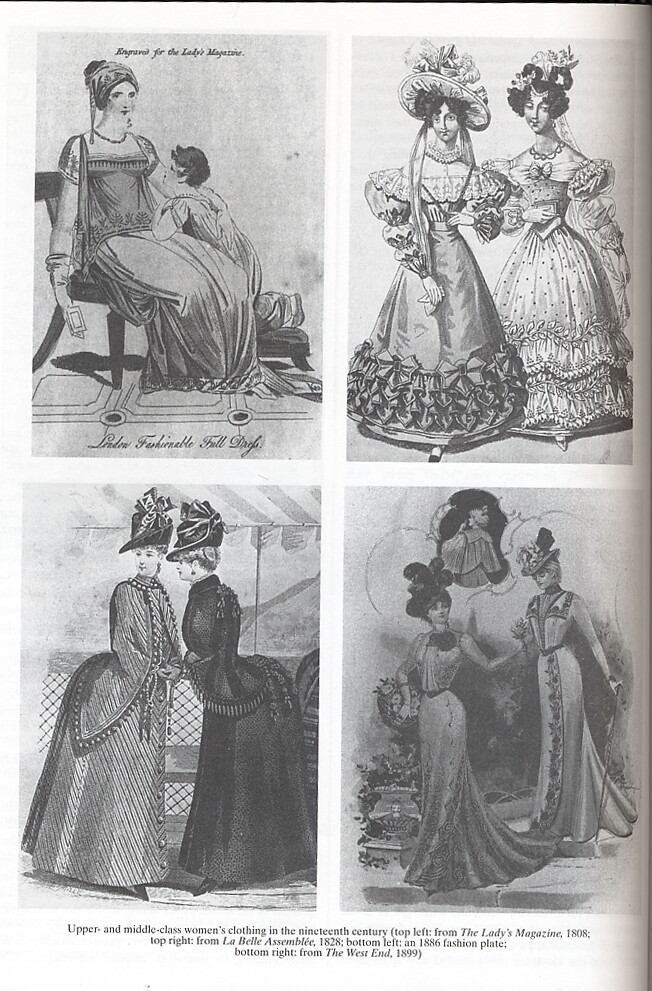 Engraved for the Lady's Magazine.
London Fashionable Full Dress.
Upper- and middle-class women's clothing in the nineteenth century (top left: from The Lady's Magazine, 1808;
top right: from La Belle Assemblée, 1828; bottom left: an 1886 fashion plate;
bottom right: from The West End, 1899)